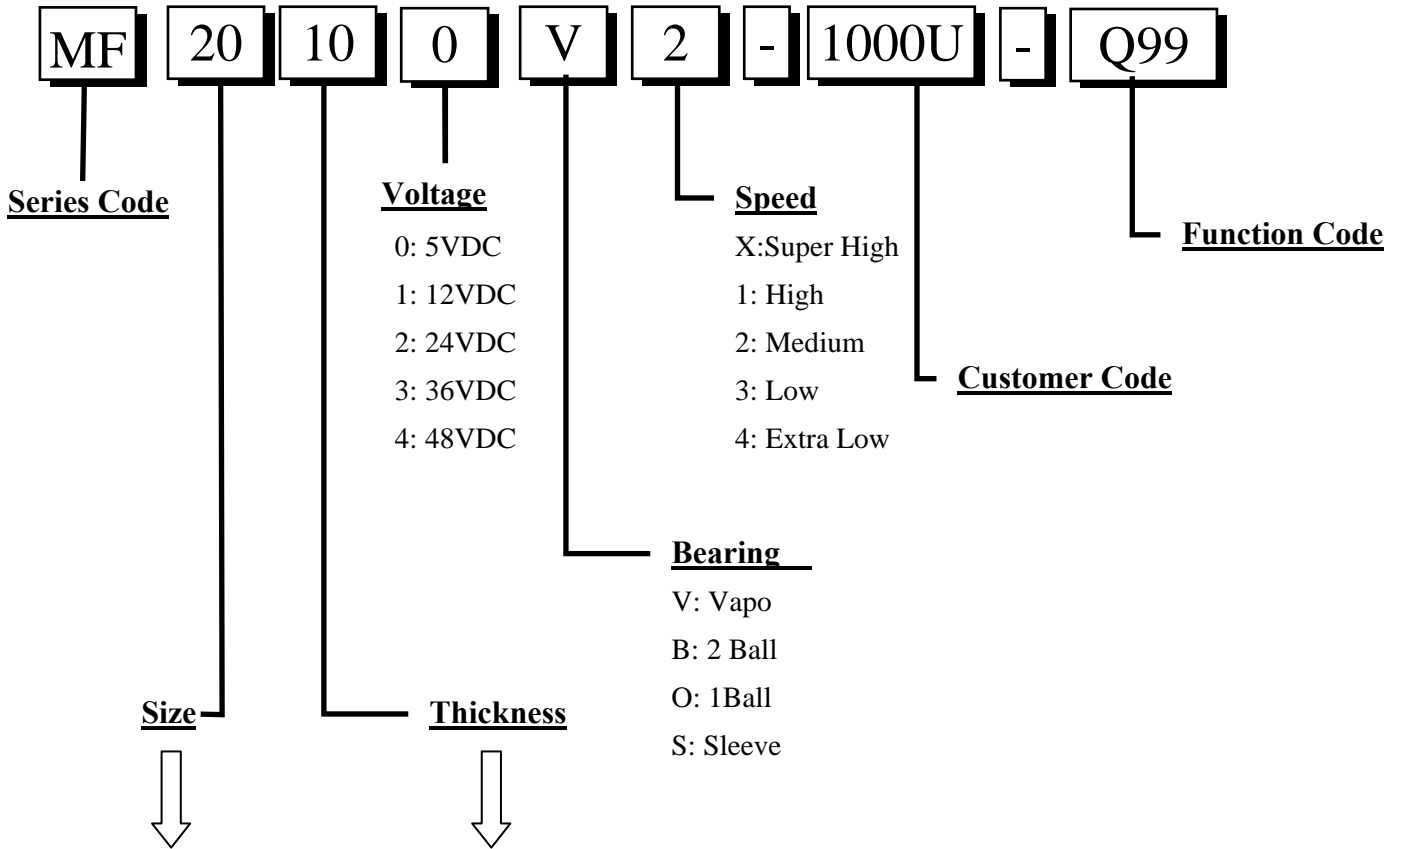 MF 20 10 0 V 2 - 1000U - Q99
Series Code
Voltage
0: 5VDC
1: 12VDC
2: 24VDC
3: 36VDC
4: 48VDC
Speed
X:Super High
1: High
2: Medium
3: Low
4: Extra Low
Function Code
Customer Code
Bearing
V: Vapo
B: 2 Ball
O: 1Ball
S: Sleeve
Size
Thickness